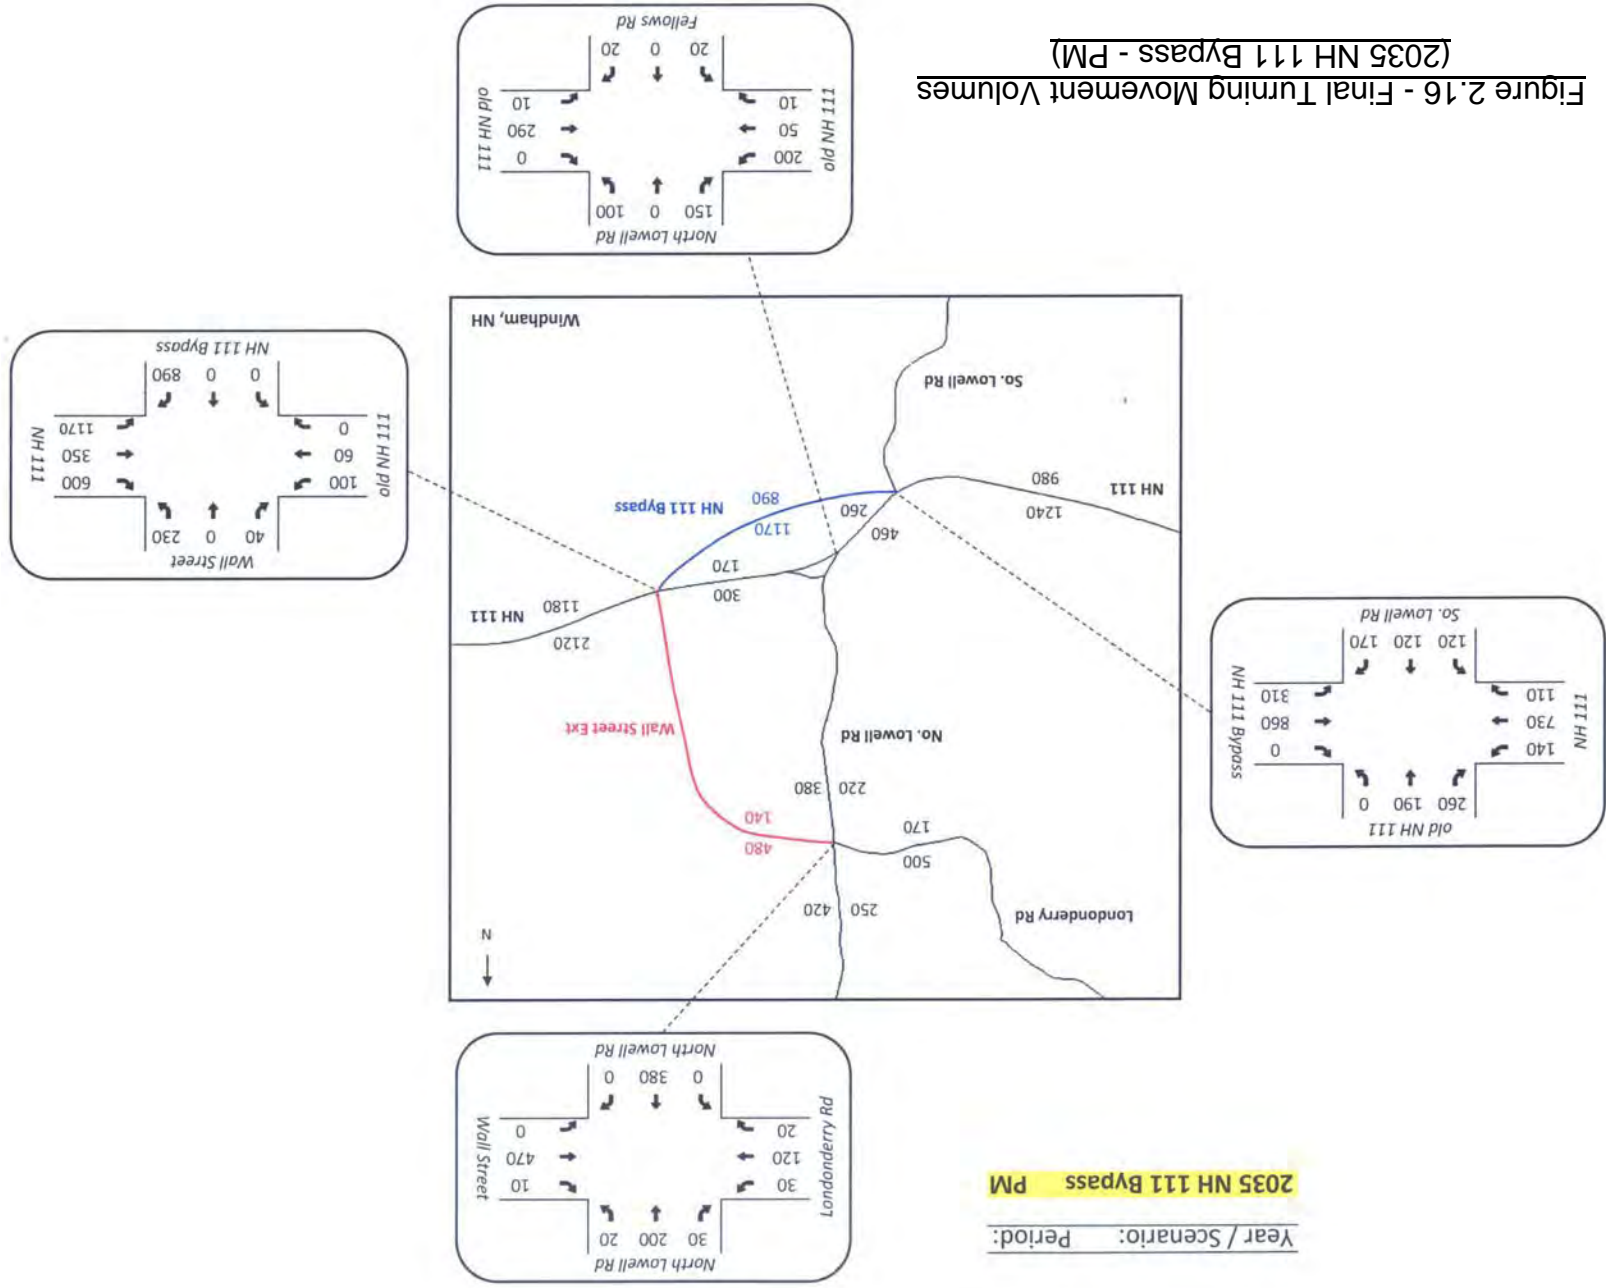 Year / Scenario: Period:
2035 NH 111 Bypass PM
North Lowell Rd
30 200 20
Londonderry Rd
30
120
20
10
470
0
Wall Street
0 380 0
North Lowell Rd
N
Londonderry Rd
250 420
500
170
480
140
220 380
No. Lowell Rd
Wall Street Ext
2120
1180
NH 111
300
170
460
260
1170
890
NH 111 Bypass
NH 111
1240
980
So. Lowell Rd
Windham, NH
old NH 111
260 190 0
NH 111
140
730
110
0
860
310
NH 111 Bypass
120 120 170
So. Lowell Rd
Wall Street
40 0 230
old NH 111
100
60
0
600
350
1170
NH 111
0 0 890
NH 111 Bypass
North Lowell Rd
150 0 100
old NH 111
200
50
10
0
290
10
old NH 111
20 0 20
Fellows Rd
Figure 2.16 - Final Turning Movement Volumes
(2035 NH 111 Bypass - PM)